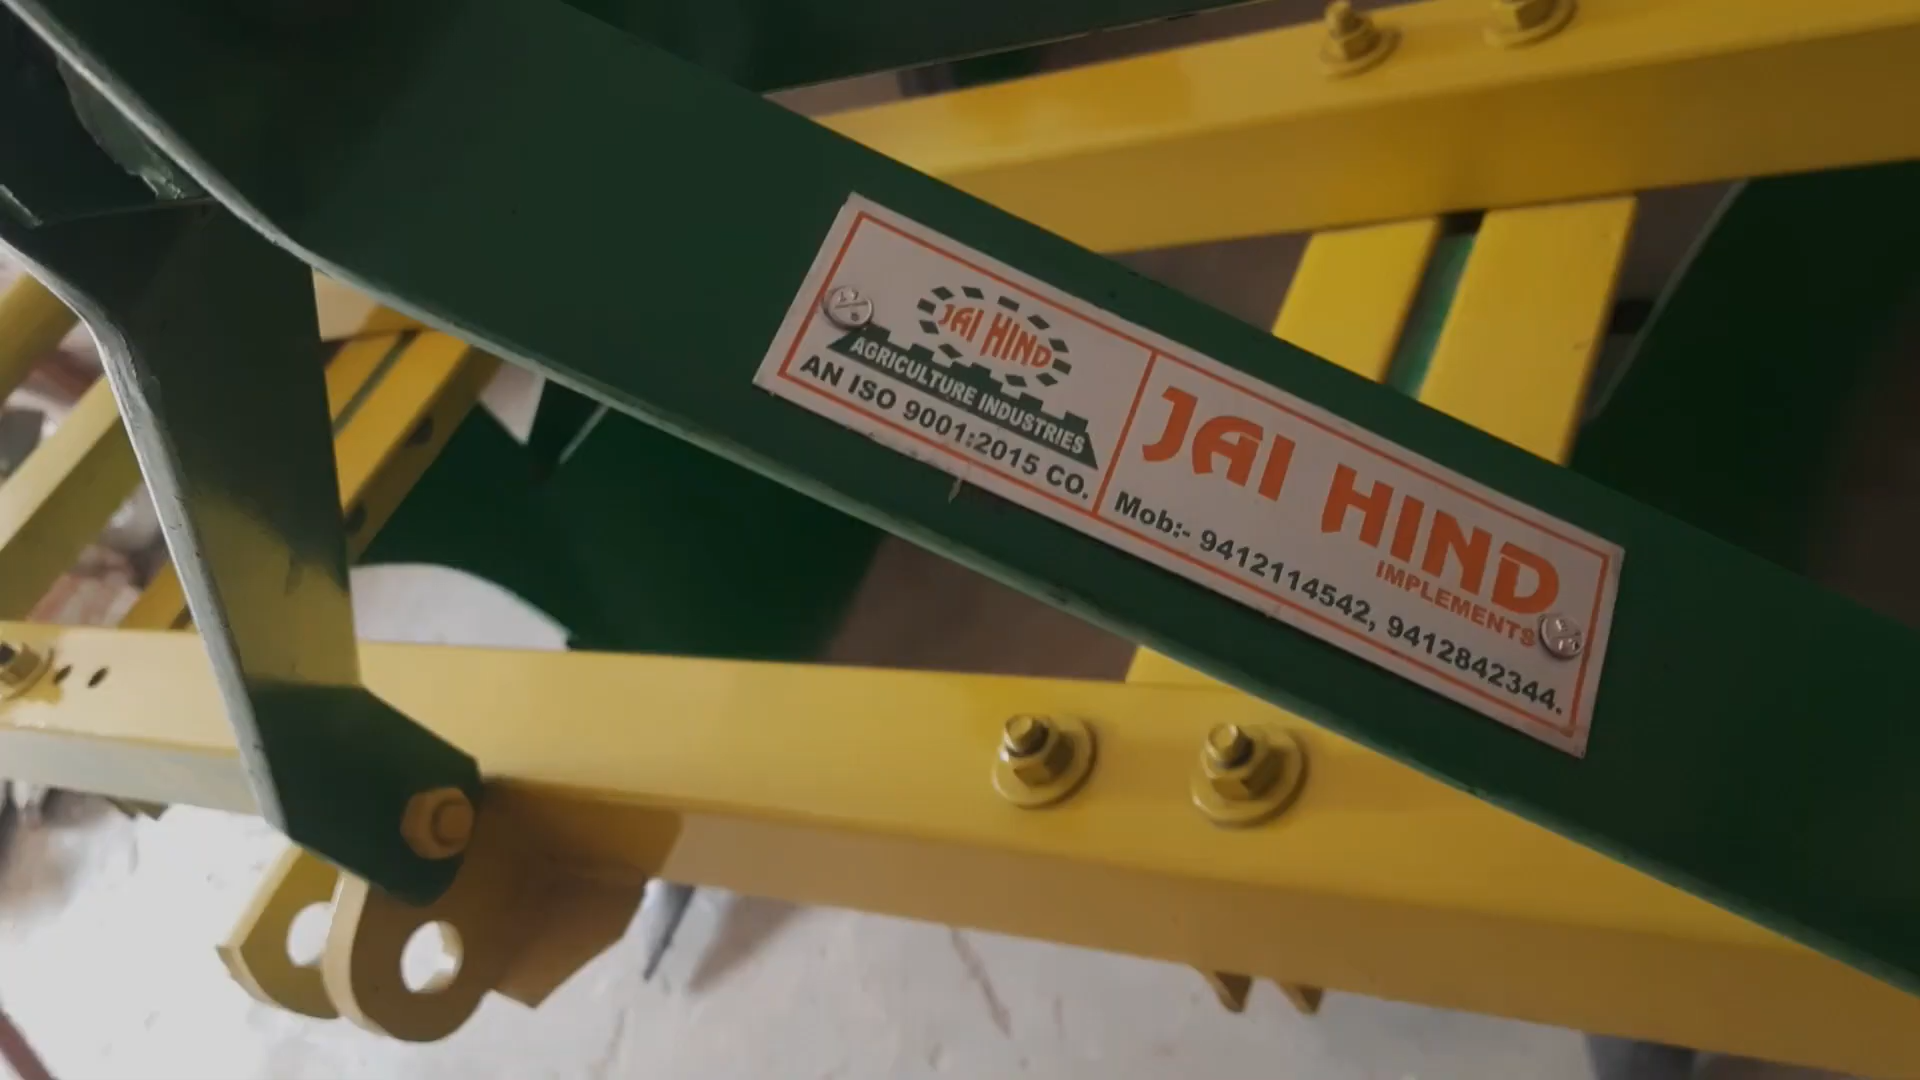 JAI HIND
AGRICULTURE INDUSTRIES
AN ISO 9001:2015 CO.
JAI HIND
IMPLEMENTS
Mob:- 9412114542, 9412842344.